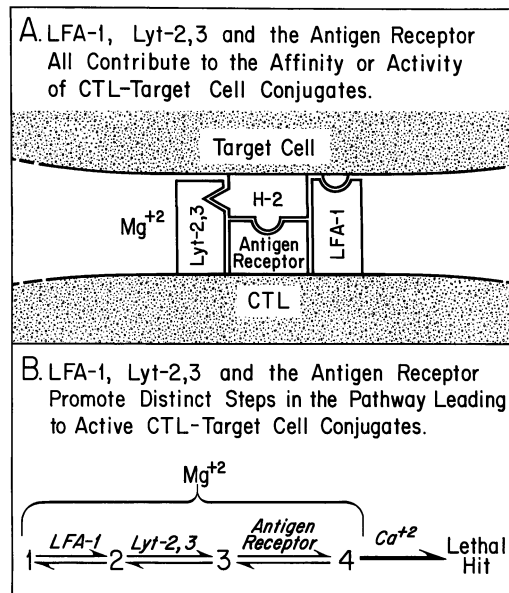 A. LFA-1, Lyt-2,3 and the Antigen Receptor
All Contribute to the Affinity or Activity
of CTL-Target Cell Conjugates.
Target Cell
Mg+2
Lyt-2,3
H-2
Antigen
Receptor
LFA-1
CTL
B. LFA-1, Lyt-2,3 and the Antigen Receptor
Promote Distinct Steps in the Pathway Leading
to Active CTL-Target Cell Conjugates.
Mg+2
1 LFA-1 2 Lyt-2,3 3 Antigen Receptor 4 Ca+2 Lethal
Hit